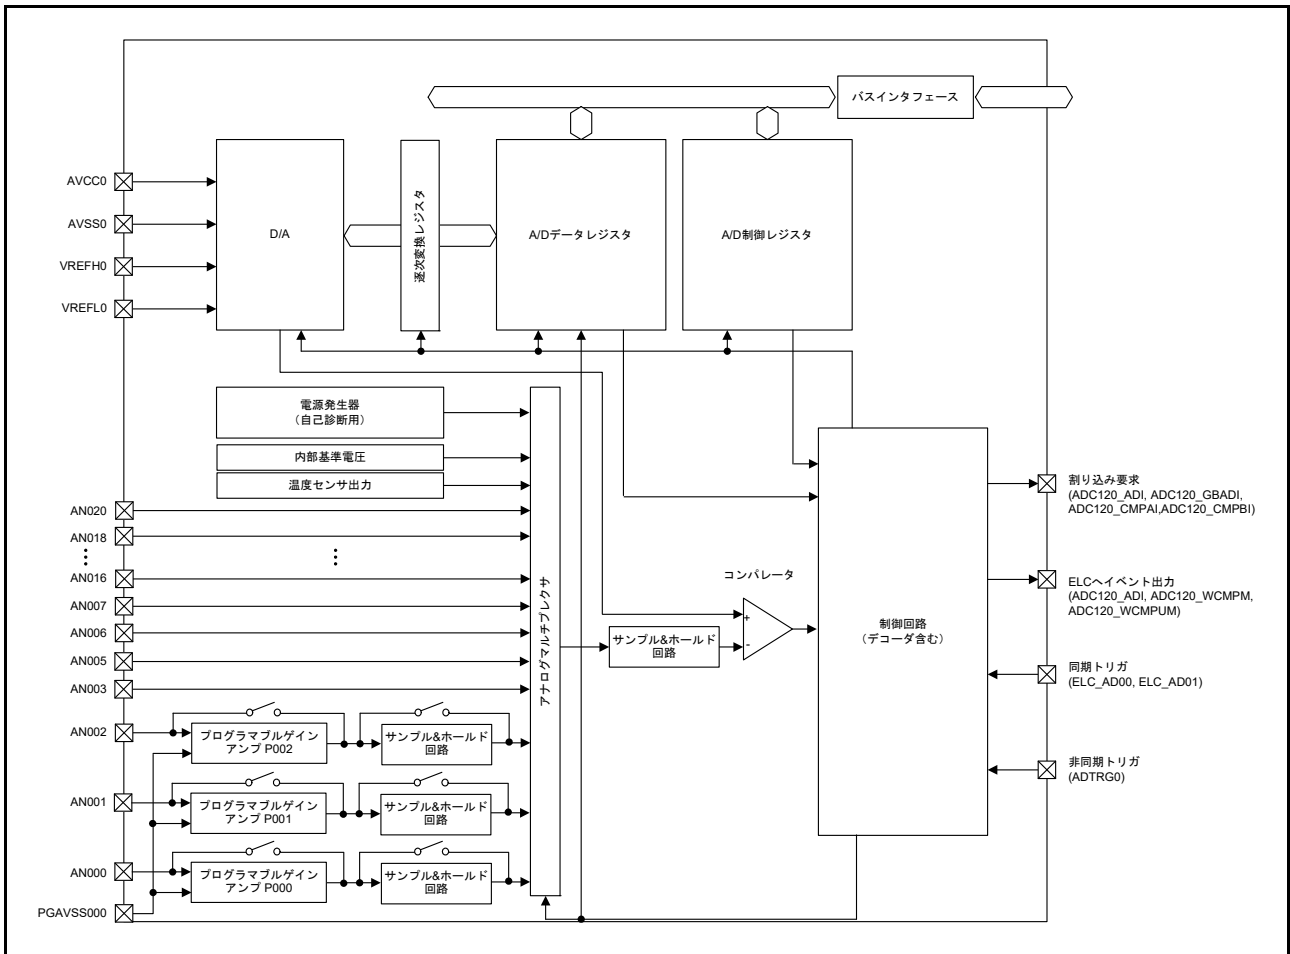 バスインタフェース
AVCC0
AVSS0
VREFH0
VREFL0
D/A
逐次変換レジスタ
A/Dデータレジスタ
A/D制御レジスタ
電源発生器
(自己診断用)
内部基準電圧
温度センサ出力
AN020
AN018
AN016
AN007
AN006
AN005
AN003
AN002
AN001
AN000
PGAVSS000
プログラマブルゲイン
アンプ P002
サンプル&ホールド
回路
プログラマブルゲイン
アンプ P001
サンプル&ホールド
回路
プログラマブルゲイン
アンプ P000
サンプル&ホールド
回路
アナログマルチプレクサ
サンプル&ホールド
回路
コンパレータ
+
-
制御回路
(デコーダ含む)
割り込み要求
(ADC120_ADI, ADC120_GBADI,
ADC120_CMPAI,ADC120_CMPBI)
ELCへイベント出力
(ADC120_ADI, ADC120_WCMPM,
ADC120_WCMPUM)
同期トリガ
(ELC_AD00, ELC_AD01)
非同期トリガ
(ADTRG0)